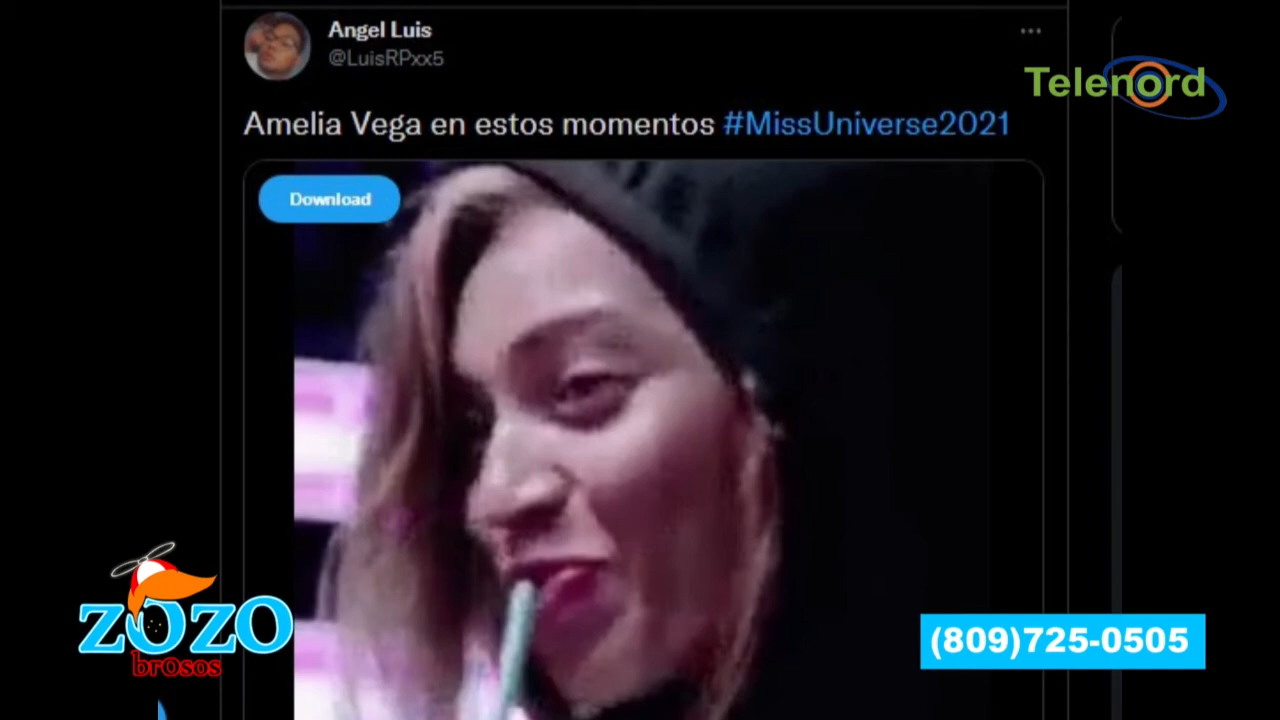 Angel Luis
@LuisRPxx5
Telenord
Amelia Vega en estos momentos #MissUniverse2021
Download
ZOZO
brOsos
(809)725-0505